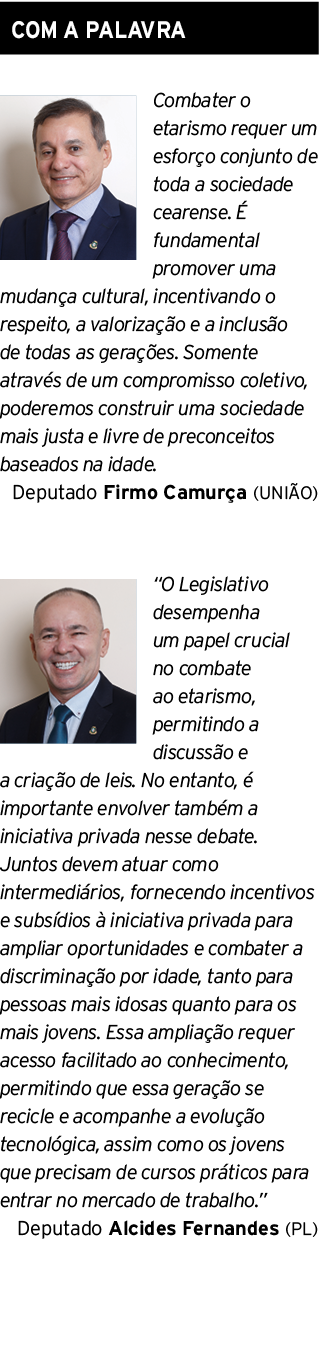 COM A PALAVRA
Combater o
etarismo requer um
esforço conjunto de
toda a sociedade
cearense. É
fundamental
promover uma
mudança cultural, incentivando o
respeito, a valorização e a inclusão
de todas as gerações. Somente
através de um compromisso coletivo,
poderemos construir uma sociedade
mais justa e livre de preconceitos
baseados na idade.
Deputado Firmo Camurça (UNIÃO)
“O Legislativo
desempenha
um papel crucial
no combate
ao etarismo,
permitindo a
discussão e
a criação de leis. No entanto, é
importante envolver também a
iniciativa privada nesse debate.
Juntos devem atuar como
intermediários, fornecendo incentivos
e subsídios à iniciativa privada para
ampliar oportunidades e combater a
discriminação por idade, tanto para
pessoas mais idosas quanto para os
mais jovens. Essa ampliação requer
acesso facilitado ao conhecimento,
permitindo que essa geração se
recicle e acompanhe a evolução
tecnológica, assim como os jovens
que precisam de cursos práticos para
entrar no mercado de trabalho.”
Deputado Alcides Fernandes (PL)